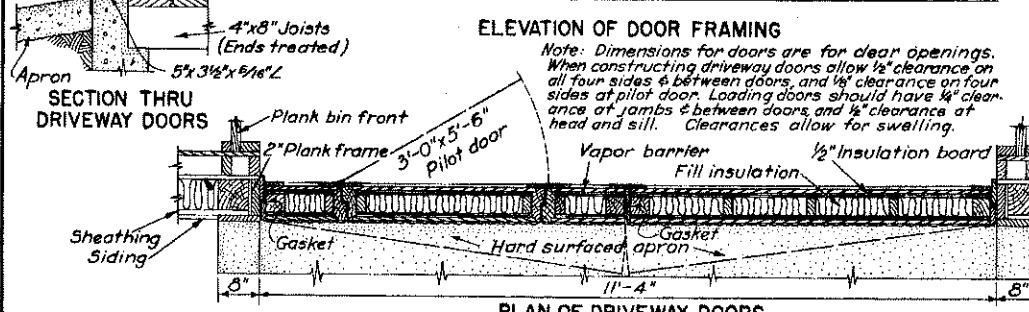 4"x8" Joists
(Ends treated)
Apron
5"x3½"x5/16"∠
SECTION THRU
DRIVEWAY DOORS
ELEVATION OF DOOR FRAMING
Note: Dimensions for doors are for clear openings.
When constructing driveway doors allow ½" clearance on
all four sides & between doors, and ⅛" clearance on four
sides at pilot door. Loading doors should have ¼" clear-
ance at jambs & between doors, and ½" clearance at
head and sill. Clearances allow for swelling.
Plank bin front
2" Plank frame
3'-0"x5'-6"
Pilot door
Vapor barrier
½" Insulation board
Fill insulation
Sheathing
Siding
Gasket
Hard surfaced apron
Gasket
8"
11'-4"
8"
PLAN OF DRIVEWAY DOORS